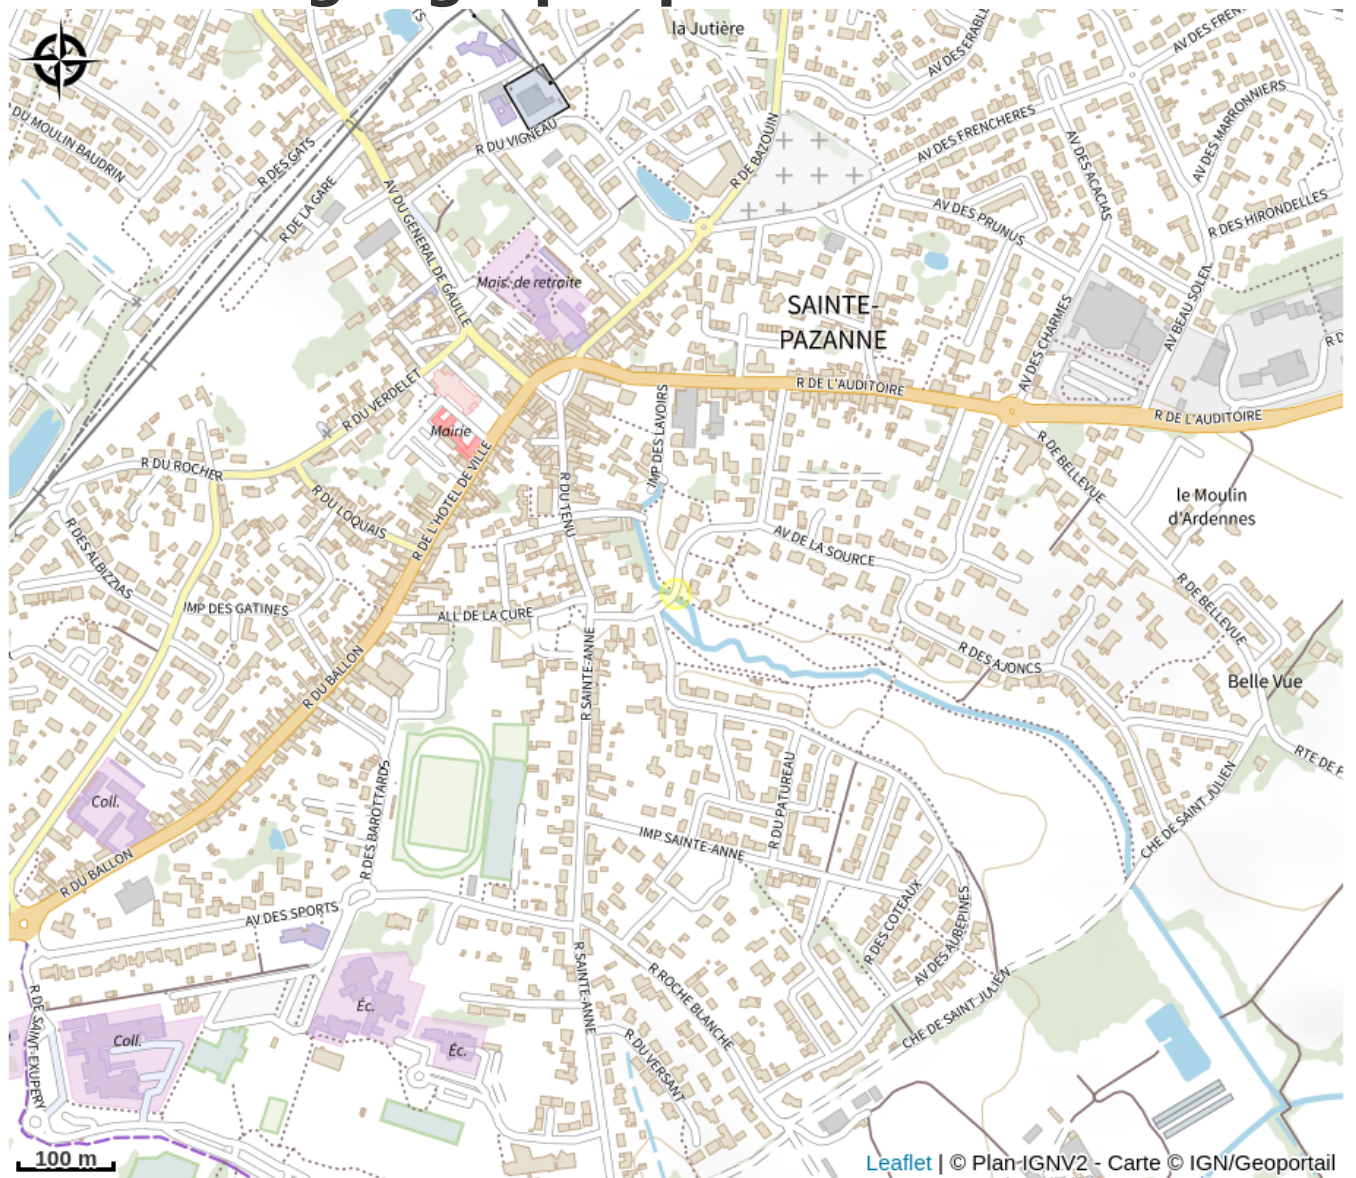 la Jutière
AV DES ERABL
AV DES FREN
R DU MOULIN BAUDRIN
R DES GATS
R DU VIGNEAU
R DE BAZOUIN
AV DES FRENCHERES
AV DES ACACIAS
AV DES MARRONNIERS
R DE LA GARE
AV DU GENERAL DE GAULLE
AV DES PRUNUS
R DES HIRONDELLES
Mais. de retraite
SAINTE-
PAZANNE
AV DES CHARMES
AV BEAU SOLEIL
R D
R DU VERDELET
R DE L'AUDITOIRE
R DE L'AUDITOIRE
Mairie
IMP DES LAVOIRS
R DE L'HOTEL DE VILLE
R DU ROCHER
R DU LOQUAIS
R DU TENU
R DE BELLEVUE
le Moulin
d'Ardennes
R DES ALBIZZIAS
AV DE LA SOURCE
IMP DES GATINES
ALL DE LA CURE
R DE BELLEVUE
R DU BALLON
R SAINTE-ANNE
R DES AJONCS
Belle Vue
RTE DE F
Coll.
R DES BAROTTARDS
R DU PATUREAU
IMP SAINTE-ANNE
CHE DE SAINT-JULIEN
R DU BALLON
AV DES SPORTS
R DES COTEAUX
AV DES AUBEPINES
R SAINTE-ANNE
R ROCHE BLANCHE
CHE DE SAINT-JULIEN
R DE SAINT-EXUPERY
Éc.
Coll.
Éc.
R DU VERSANT
100 m
Leaflet | © Plan IGNV2 - Carte © IGN/Geoportail